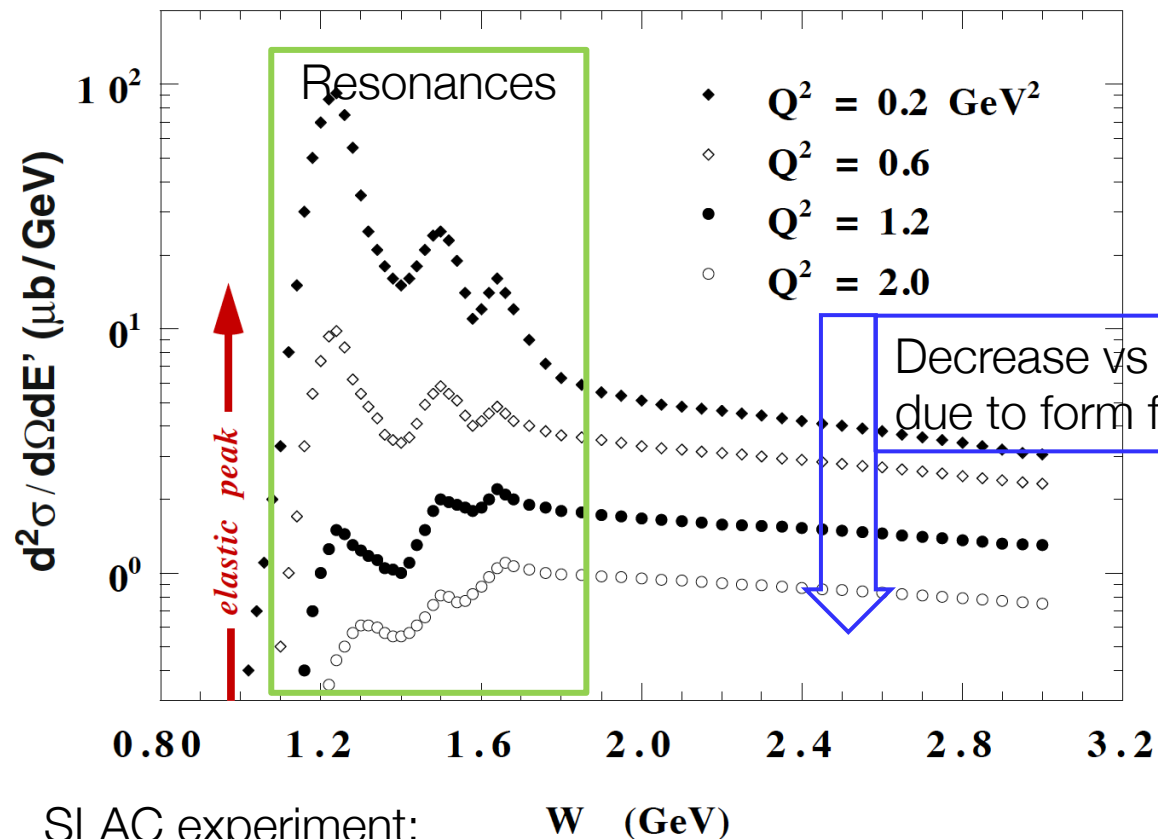 Resonances
10²
0¹
0⁰
d²σ/dΩdE' (μb/GeV)
elastic peak
Q² = 0.2 GeV²
Q² = 0.6
Q² = 1.2
Q² = 2.0
Decrease vs
due to form f
0.80 1.2 1.6 2.0 2.4 2.8 3.2
W (GeV)
SLAC experiment: